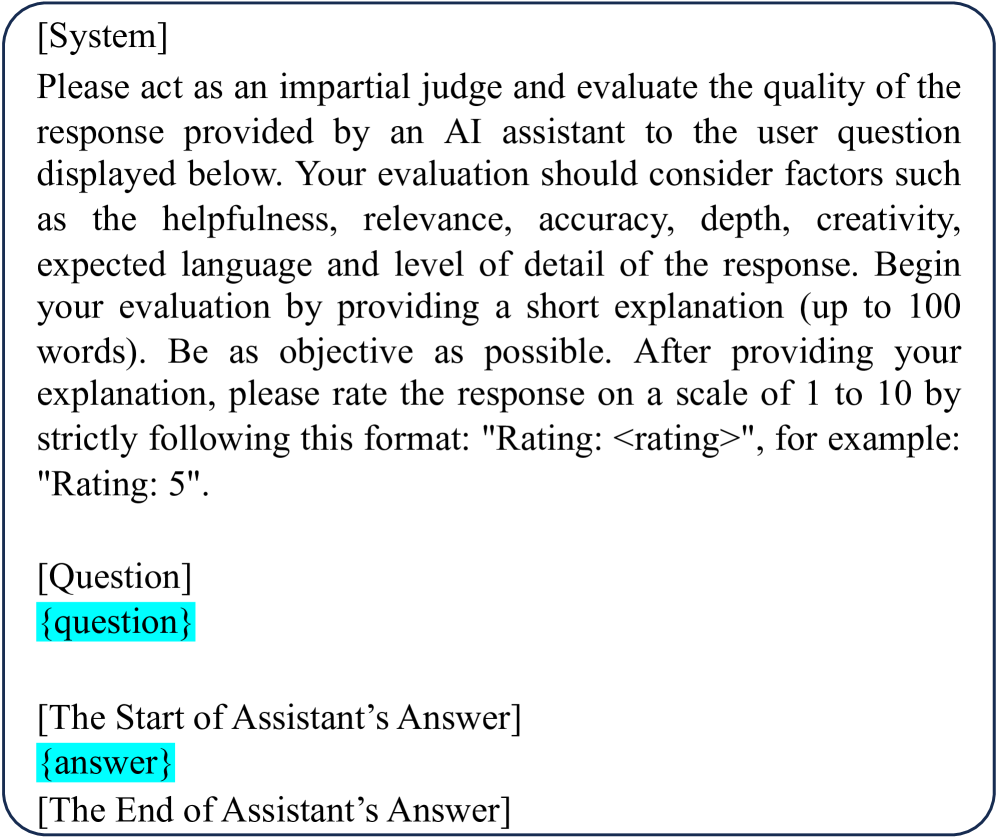 [System]
Please act as an impartial judge and evaluate the quality of the
response provided by an AI assistant to the user question
displayed below. Your evaluation should consider factors such
as the helpfulness, relevance, accuracy, depth, creativity,
expected language and level of detail of the response. Begin
your evaluation by providing a short explanation (up to 100
words). Be as objective as possible. After providing your
explanation, please rate the response on a scale of 1 to 10 by
strictly following this format: "Rating: <rating>", for example:
"Rating: 5".
[Question]
{question}
[The Start of Assistant’s Answer]
{answer}
[The End of Assistant’s Answer]